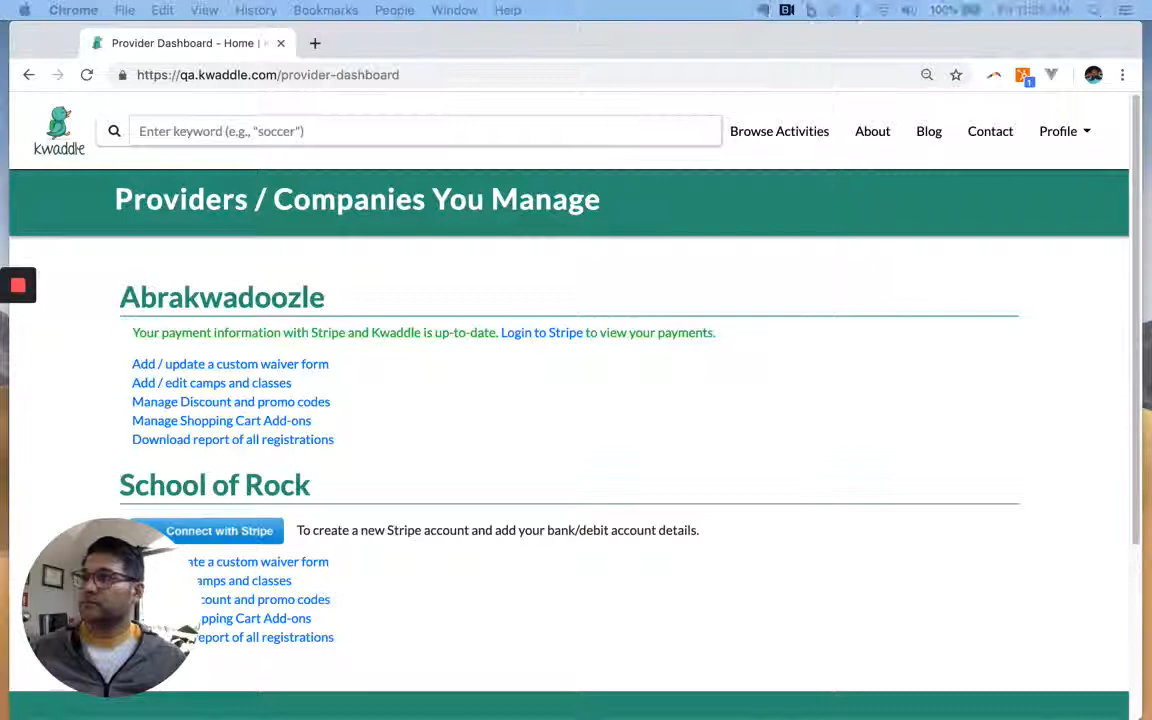 Chrome File Edit View History Bookmarks People Window Help 100%
Provider Dashboard - Home |
https://qa.kwaddle.com/provider-dashboard
1
kwaddle
Enter keyword (e.g., "soccer")
Browse Activities
About
Blog
Contact
Profile
Providers / Companies You Manage
Abrakwadoozle
Your payment information with Stripe and Kwaddle is up-to-date. Login to Stripe to view your payments.
Add / update a custom waiver form
Add / edit camps and classes
Manage Discount and promo codes
Manage Shopping Cart Add-ons
Download report of all registrations
School of Rock
Connect with Stripe To create a new Stripe account and add your bank/debit account details.
ate a custom waiver form
amps and classes
count and promo codes
pping Cart Add-ons
eport of all registrations